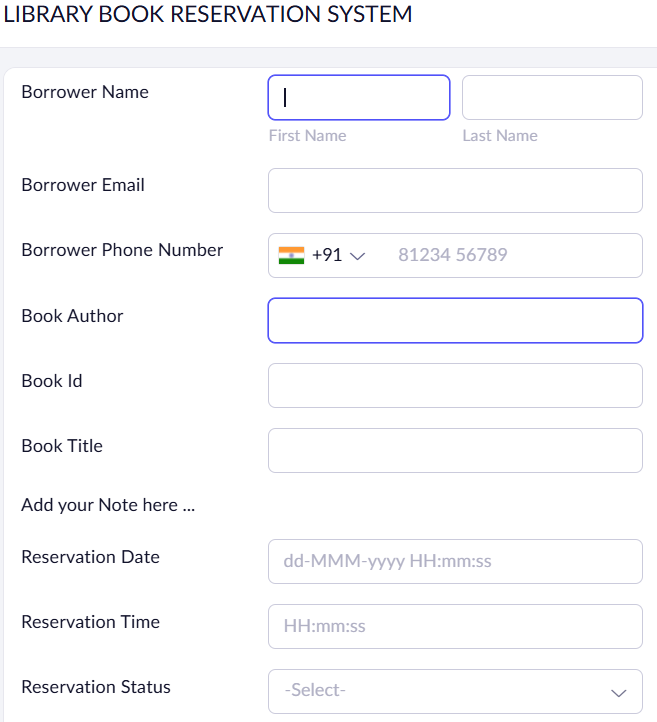 LIBRARY BOOK RESERVATION SYSTEM
Borrower Name
First Name Last Name
Borrower Email
Borrower Phone Number +91 81234 56789
Book Author
Book Id
Book Title
Add your Note here ...
Reservation Date dd-MMM-yyyy HH:mm:ss
Reservation Time HH:mm:ss
Reservation Status -Select-